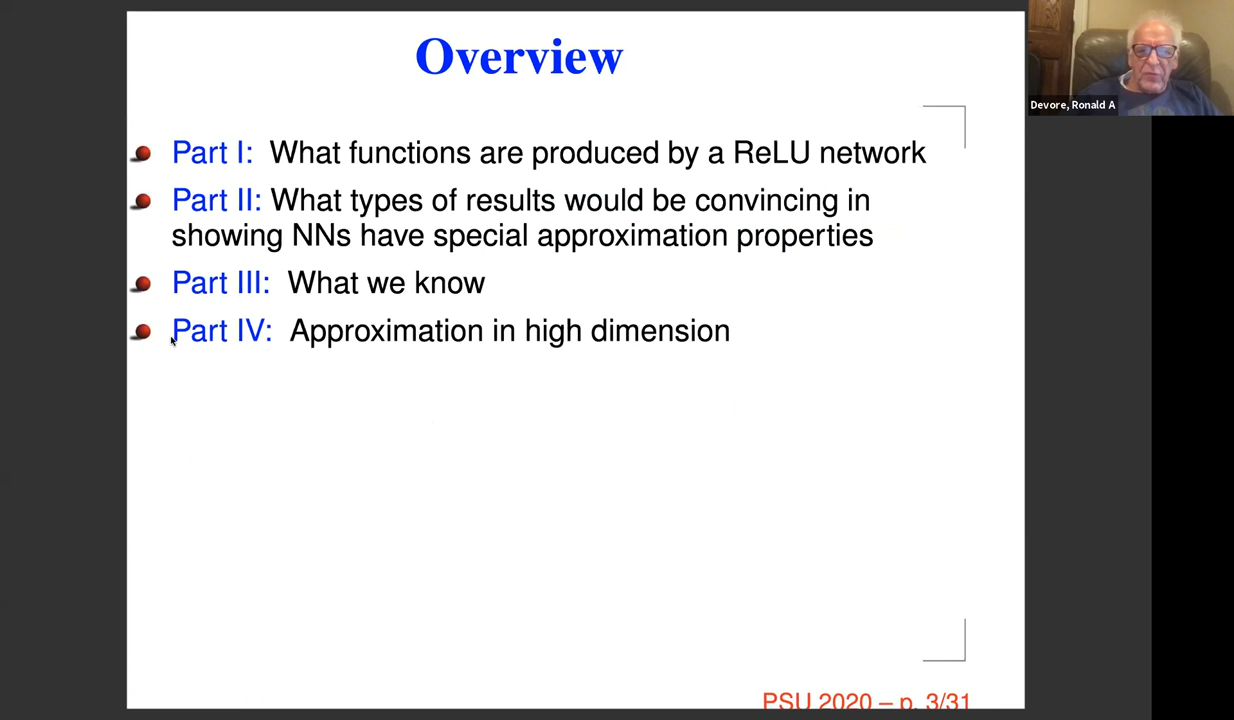 Overview
Devore, Ronald A
Part I: What functions are produced by a ReLU network
Part II: What types of results would be convincing in
showing NNs have special approximation properties
Part III: What we know
Part IV: Approximation in high dimension
PSU 2020 – p. 3/31